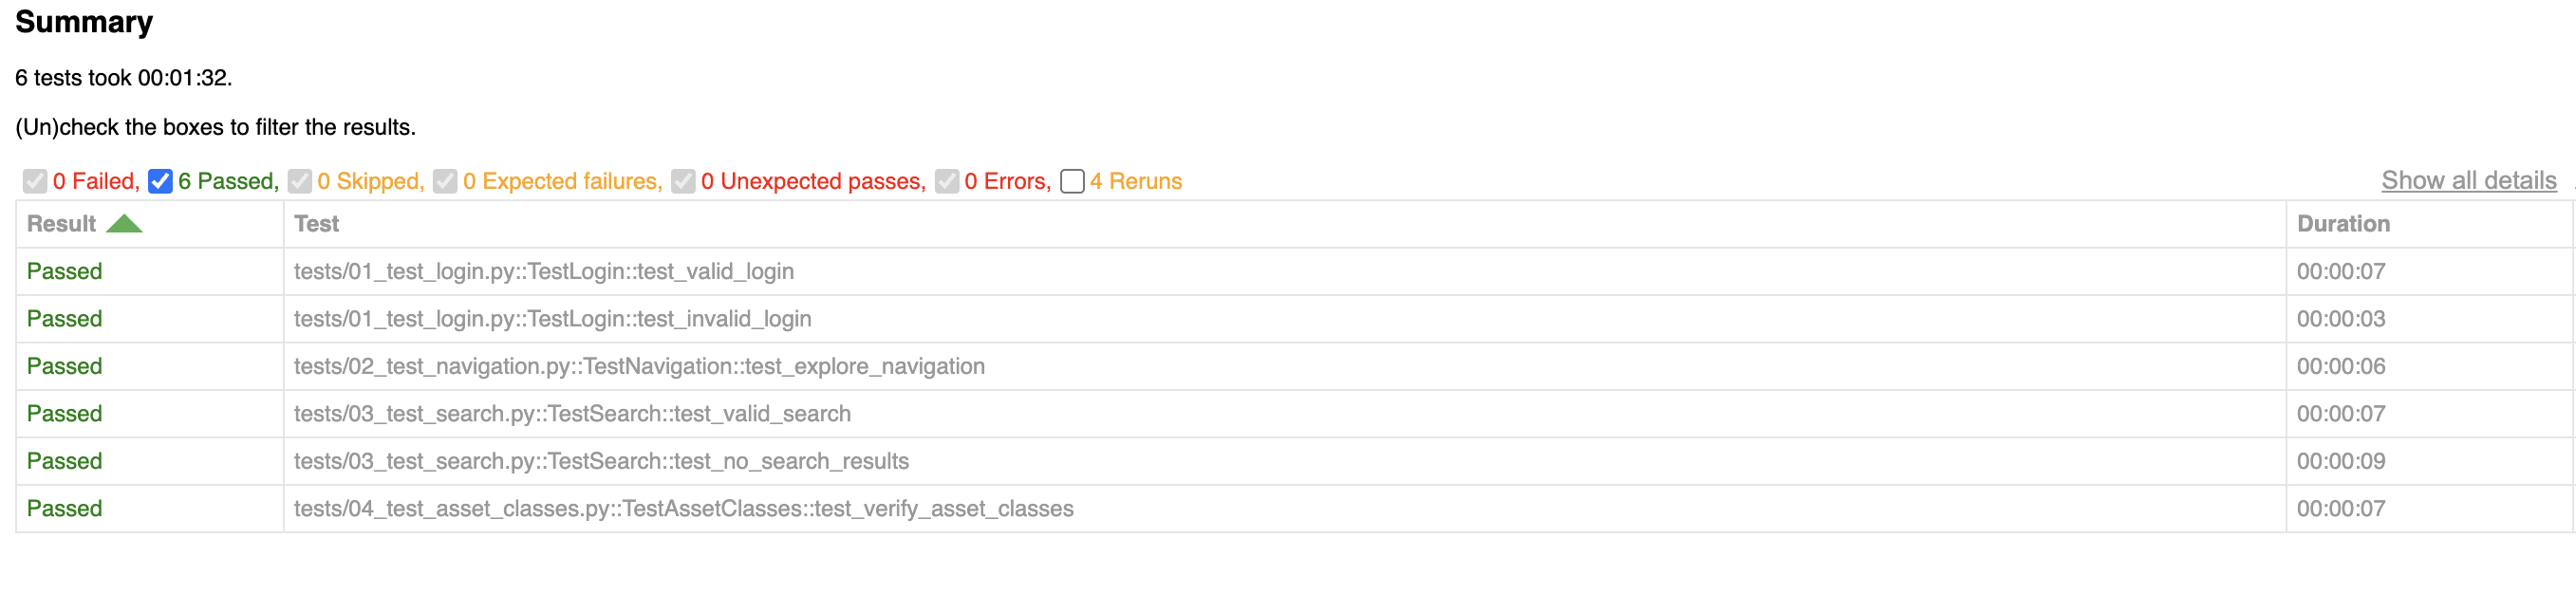 Summary
6 tests took 00:01:32.
(Un)check the boxes to filter the results.
0 Failed, 6 Passed, 0 Skipped, 0 Expected failures, 0 Unexpected passes, 0 Errors, 4 Reruns Show all details
Result Test Duration
Passed tests/01_test_login.py::TestLogin::test_valid_login 00:00:07
Passed tests/01_test_login.py::TestLogin::test_invalid_login 00:00:03
Passed tests/02_test_navigation.py::TestNavigation::test_explore_navigation 00:00:06
Passed tests/03_test_search.py::TestSearch::test_valid_search 00:00:07
Passed tests/03_test_search.py::TestSearch::test_no_search_results 00:00:09
Passed tests/04_test_asset_classes.py::TestAssetClasses::test_verify_asset_classes 00:00:07